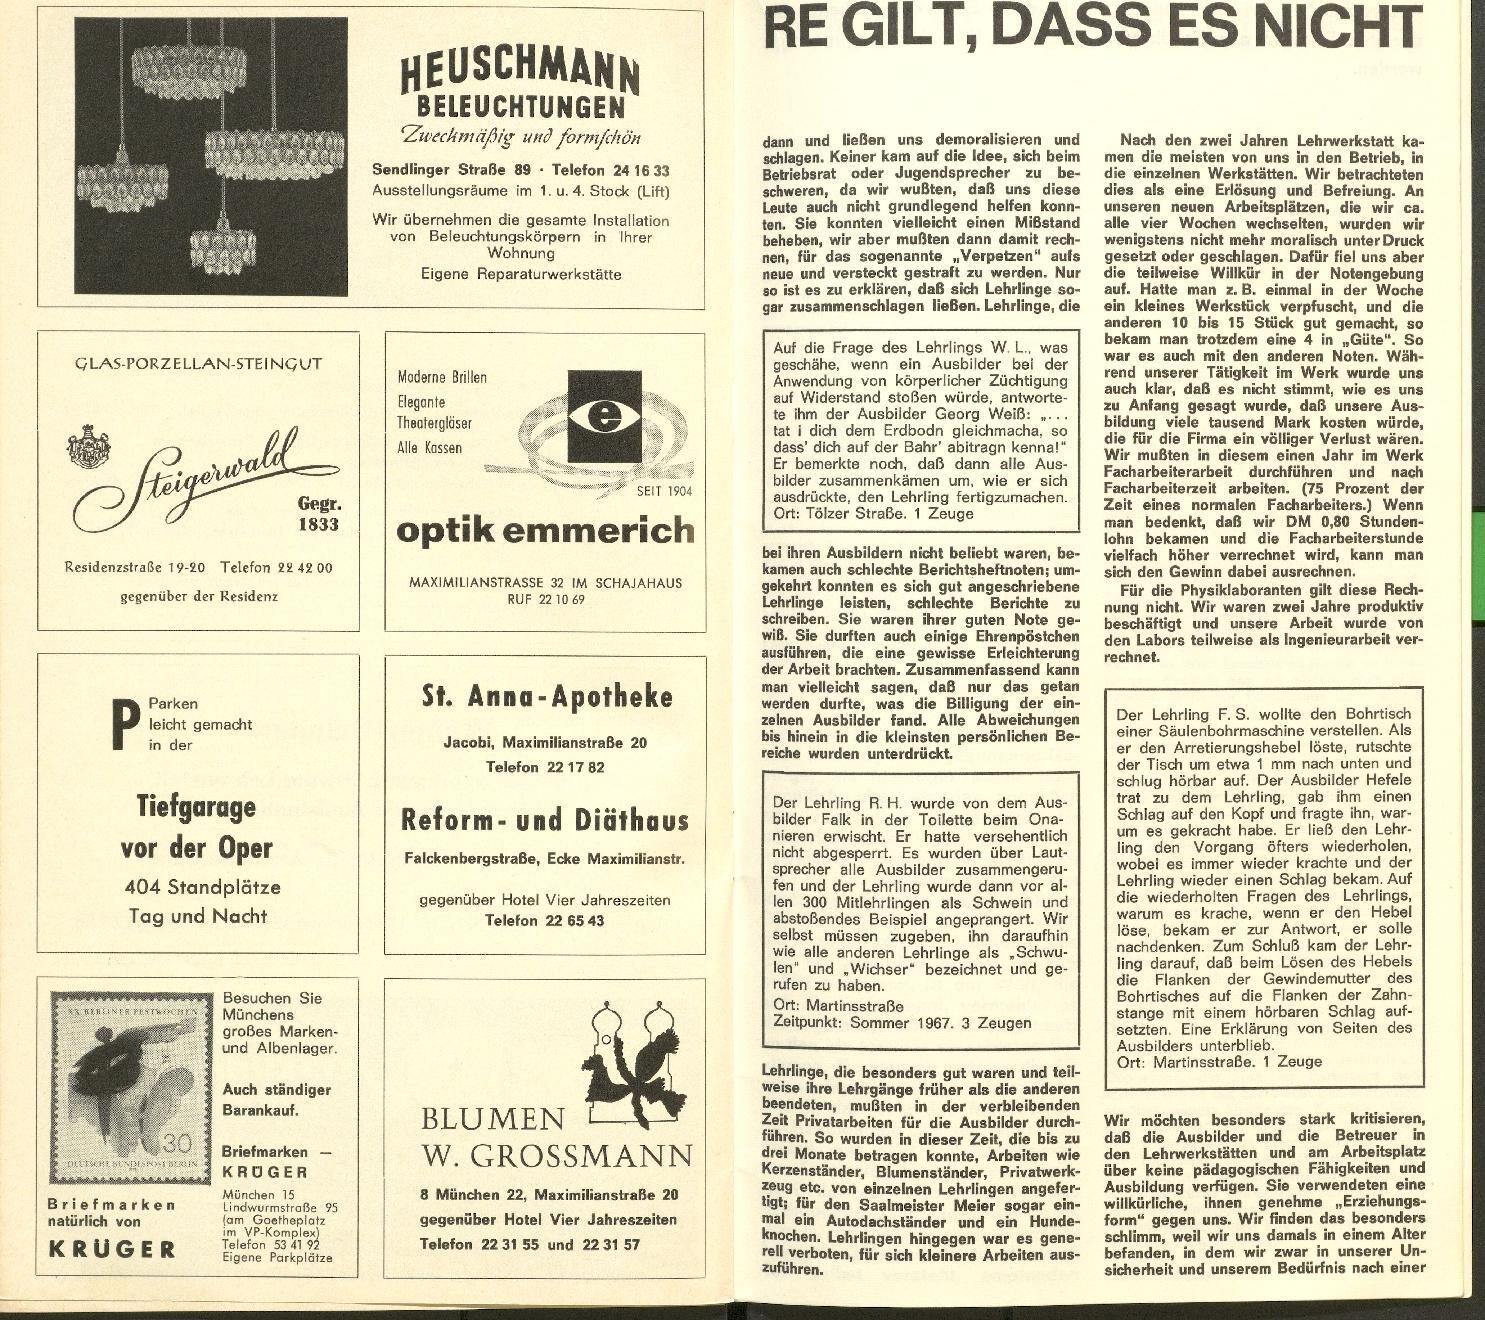 HEUSCHMANN
BELEUCHTUNGEN
Zweckmäßig und formschön
Sendlinger Straße 89 · Telefon 24 16 33
Ausstellungsräume im 1. u. 4. Stock (Lift)
Wir übernehmen die gesamte Installation
von Beleuchtungskörpern in Ihrer
Wohnung
Eigene Reparaturwerkstätte
GLAS-PORZELLAN-STEINGUT
Steigerwald
Gegr.
1833
Residenzstraße 19-20 Telefon 22 42 00
gegenüber der Residenz
Moderne Brillen
Elegante
Theatergläser
Alle Kassen
e
SEIT 1904
optik emmerich
MAXIMILIANSTRASSE 32 IM SCHAJAHAUS
RUF 22 10 69
P Parken
leicht gemacht
in der
Tiefgarage
vor der Oper
404 Standplätze
Tag und Nacht
St. Anna-Apotheke
Jacobi, Maximilianstraße 20
Telefon 22 17 82
Reform- und Diäthaus
Falckenbergstraße, Ecke Maximilianstr.
gegenüber Hotel Vier Jahreszeiten
Telefon 22 65 43
XX. BERLINER FESTWOCHEN
30
DEUTSCHE BUNDESPOST BERLIN
Briefmarken
natürlich von
KRÜGER
Besuchen Sie
Münchens
großes Marken-
und Albenlager.
Auch ständiger
Barankauf.
Briefmarken —
KRÜGER
München 15
Lindwurmstraße 95
(am Goetheplatz
im VP-Komplex)
Telefon 53 41 92
Eigene Parkplätze
BLUMEN
W. GROSSMANN
8 München 22, Maximilianstraße 20
gegenüber Hotel Vier Jahreszeiten
Telefon 22 31 55 und 22 31 57
RE GILT, DASS ES NICHT
dann und ließen uns demoralisieren und
schlagen. Keiner kam auf die Idee, sich beim
Betriebsrat oder Jugendsprecher zu be-
schweren, da wir wußten, daß uns diese
Leute auch nicht grundlegend helfen konn-
ten. Sie konnten vielleicht einen Mißstand
beheben, wir aber mußten dann damit rech-
nen, für das sogenannte „Verpetzen“ aufs
neue und versteckt gestraft zu werden. Nur
so ist es zu erklären, daß sich Lehrlinge so-
gar zusammenschlagen ließen. Lehrlinge, die
Auf die Frage des Lehrlings W. L., was
geschähe, wenn ein Ausbilder bei der
Anwendung von körperlicher Züchtigung
auf Widerstand stoßen würde, antworte-
te ihm der Ausbilder Georg Weiß: „...
tat i dich dem Erdbodn gleichmacha, so
dass' dich auf der Bahr' abitragn kenna!“
Er bemerkte noch, daß dann alle Aus-
bilder zusammenkämen um, wie er sich
ausdrückte, den Lehrling fertigzumachen.
Ort: Tölzer Straße. 1 Zeuge
bei ihren Ausbildern nicht beliebt waren, be-
kamen auch schlechte Berichtsheftnoten; um-
gekehrt konnten es sich gut angeschriebene
Lehrlinge leisten, schlechte Berichte zu
schreiben. Sie waren ihrer guten Note ge-
wiß. Sie durften auch einige Ehrenpöstchen
ausführen, die eine gewisse Erleichterung
der Arbeit brachten. Zusammenfassend kann
man vielleicht sagen, daß nur das getan
werden durfte, was die Billigung der ein-
zelnen Ausbilder fand. Alle Abweichungen
bis hinein in die kleinsten persönlichen Be-
reiche wurden unterdrückt.
Der Lehrling R. H. wurde von dem Aus-
bilder Falk in der Toilette beim Ona-
nieren erwischt. Er hatte versehentlich
nicht abgesperrt. Es wurden über Laut-
sprecher alle Ausbilder zusammengeru-
fen und der Lehrling wurde dann vor al-
len 300 Mitlehrlingen als Schwein und
abstoßendes Beispiel angeprangert. Wir
selbst müssen zugeben, ihn daraufhin
wie alle anderen Lehrlinge als „Schwu-
len“ und „Wichser“ bezeichnet und ge-
rufen zu haben.
Ort: Martinsstraße
Zeitpunkt: Sommer 1967. 3 Zeugen
Lehrlinge, die besonders gut waren und teil-
weise ihre Lehrgänge früher als die anderen
beendeten, mußten in der verbleibenden
Zeit Privatarbeiten für die Ausbilder durch-
führen. So wurden in dieser Zeit, die bis zu
drei Monate betragen konnte, Arbeiten wie
Kerzenständer, Blumenständer, Privatwerk-
zeug etc. von einzelnen Lehrlingen angefer-
tigt; für den Saalmeister Meier sogar ein-
mal ein Autodachständer und ein Hunde-
knochen. Lehrlingen hingegen war es gene-
rell verboten, für sich kleinere Arbeiten aus-
zuführen.
Nach den zwei Jahren Lehrwerkstatt ka-
men die meisten von uns in den Betrieb, in
die einzelnen Werkstätten. Wir betrachteten
dies als eine Erlösung und Befreiung. An
unseren neuen Arbeitsplätzen, die wir ca.
alle vier Wochen wechselten, wurden wir
wenigstens nicht mehr moralisch unter Druck
gesetzt oder geschlagen. Dafür fiel uns aber
die teilweise Willkür in der Notengebung
auf. Hatte man z. B. einmal in der Woche
ein kleines Werkstück verpfuscht, und die
anderen 10 bis 15 Stück gut gemacht, so
bekam man trotzdem eine 4 in „Güte“. So
war es auch mit den anderen Noten. Wäh-
rend unserer Tätigkeit im Werk wurde uns
auch klar, daß es nicht stimmt, wie es uns
zu Anfang gesagt wurde, daß unsere Aus-
bildung viele tausend Mark kosten würde,
die für die Firma ein völliger Verlust wären.
Wir mußten in diesem einen Jahr im Werk
Facharbeiterarbeit durchführen und nach
Facharbeiterzeit arbeiten. (75 Prozent der
Zeit eines normalen Facharbeiters.) Wenn
man bedenkt, daß wir DM 0,80 Stunden-
lohn bekamen und die Facharbeiterstunde
vielfach höher verrechnet wird, kann man
sich den Gewinn dabei ausrechnen.
Für die Physiklaboranten gilt diese Rech-
nung nicht. Wir waren zwei Jahre produktiv
beschäftigt und unsere Arbeit wurde von
den Labors teilweise als Ingenieurarbeit ver-
rechnet.
Der Lehrling F. S. wollte den Bohrtisch
einer Säulenbohrmaschine verstellen. Als
er den Arretierungshebel löste, rutschte
der Tisch um etwa 1 mm nach unten und
schlug hörbar auf. Der Ausbilder Hefele
trat zu dem Lehrling, gab ihm einen
Schlag auf den Kopf und fragte ihn, war-
um es gekracht habe. Er ließ den Lehr-
ling den Vorgang öfters wiederholen,
wobei es immer wieder krachte und der
Lehrling wieder einen Schlag bekam. Auf
die wiederholten Fragen des Lehrlings,
warum es krache, wenn er den Hebel
löse, bekam er zur Antwort, er solle
nachdenken. Zum Schluß kam der Lehr-
ling darauf, daß beim Lösen des Hebels
die Flanken der Gewindemutter des
Bohrtisches auf die Flanken der Zahn-
stange mit einem hörbaren Schlag auf-
setzten. Eine Erklärung von Seiten des
Ausbilders unterblieb.
Ort: Martinsstraße. 1 Zeuge
Wir möchten besonders stark kritisieren,
daß die Ausbilder und die Betreuer in
den Lehrwerkstätten und am Arbeitsplatz
über keine pädagogischen Fähigkeiten und
Ausbildung verfügen. Sie verwendeten eine
willkürliche, ihnen genehme „Erziehungs-
form“ gegen uns. Wir finden das besonders
schlimm, weil wir uns damals in einem Alter
befanden, in dem wir zwar in unserer Un-
sicherheit und unserem Bedürfnis nach einer